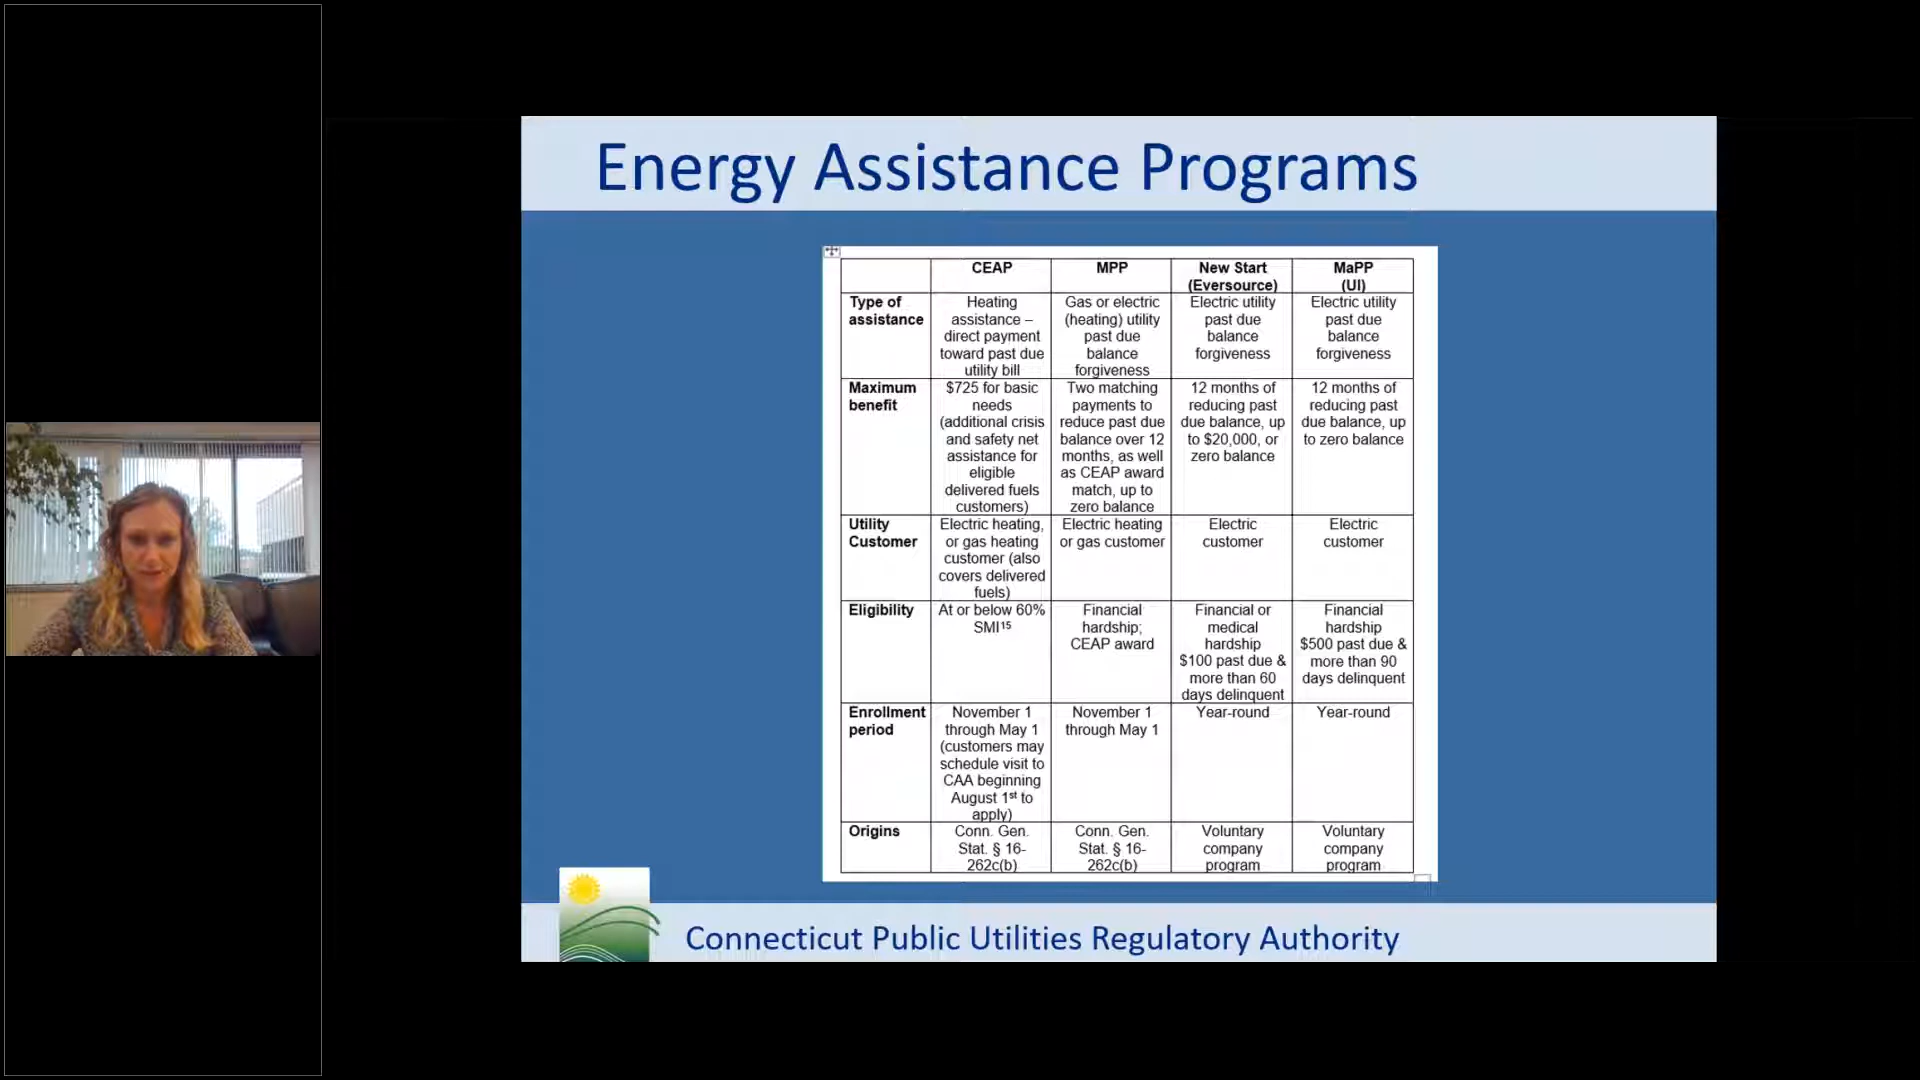 Energy Assistance Programs
CEAP
MPP
New Start
(Eversource)
MaPP
(UI)
Type of
assistance
Heating
assistance –
direct payment
toward past due
utility bill
Gas or electric
(heating) utility
past due
balance
forgiveness
Electric utility
past due
balance
forgiveness
Electric utility
past due
balance
forgiveness
Maximum
benefit
$725 for basic
needs
(additional crisis
and safety net
assistance for
eligible
delivered fuels
customers)
Two matching
payments to
reduce past due
balance over 12
months, as well
as CEAP award
match, up to
zero balance
12 months of
reducing past
due balance, up
to $20,000, or
zero balance
12 months of
reducing past
due balance, up
to zero balance
Utility
Customer
Electric heating,
or gas heating
customer (also
covers delivered
fuels)
Electric heating
or gas customer
Electric
customer
Electric
customer
Eligibility
At or below 60%
SMI¹⁵
Financial
hardship;
CEAP award
Financial or
medical
hardship
$100 past due &
more than 60
days delinquent
Financial
hardship
$500 past due &
more than 90
days delinquent
Enrollment
period
November 1
through May 1
(customers may
schedule visit to
CAA beginning
August 1st to
apply)
November 1
through May 1
Year-round
Year-round
Origins
Conn. Gen.
Stat. § 16-
262c(b)
Conn. Gen.
Stat. § 16-
262c(b)
Voluntary
company
program
Voluntary
company
program
Connecticut Public Utilities Regulatory Authority